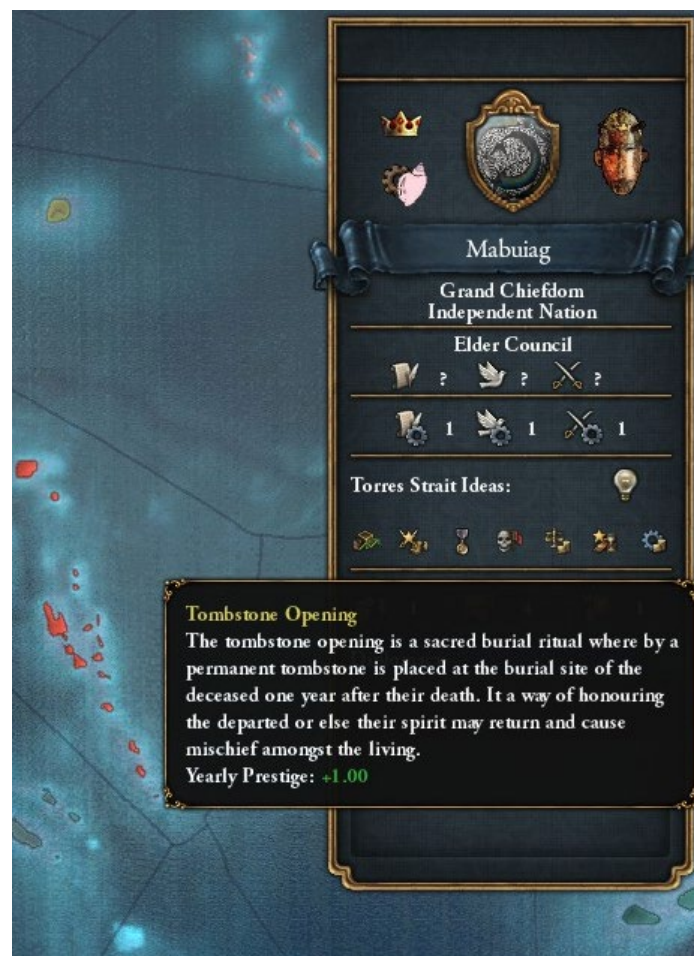 Mabuiag
Grand Chiefdom
Independent Nation
Elder Council
? ? ?
1 1 1
Torres Strait Ideas:
Tombstone Opening
The tombstone opening is a sacred burial ritual where by a
permanent tombstone is placed at the burial site of the
deceased one year after their death. It a way of honouring
the departed or else their spirit may return and cause
mischief amongst the living.
Yearly Prestige: +1.00